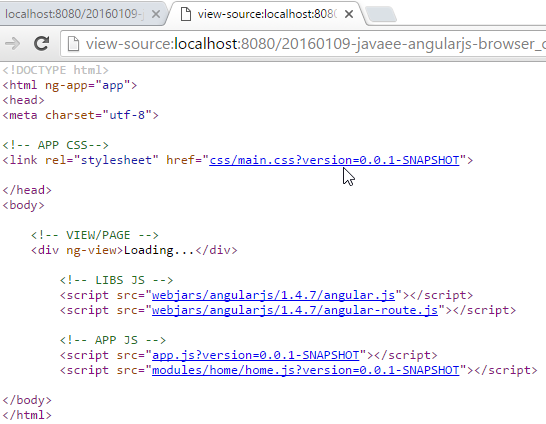 localhost:8080/20160109-j
view-source:localhost:8080
view-source:localhost:8080/20160109-javaee-angularjs-browser_c
<!DOCTYPE html>
<html ng-app="app">
<head>
<meta charset="utf-8">
<!-- APP CSS-->
<link rel="stylesheet" href="css/main.css?version=0.0.1-SNAPSHOT">
</head>
<body>
<!-- VIEW/PAGE -->
<div ng-view>Loading...</div>
<!-- LIBS JS -->
<script src="webjars/angularjs/1.4.7/angular.js"></script>
<script src="webjars/angularjs/1.4.7/angular-route.js"></script>
<!-- APP JS -->
<script src="app.js?version=0.0.1-SNAPSHOT"></script>
<script src="modules/home/home.js?version=0.0.1-SNAPSHOT"></script>
</body>
</html>